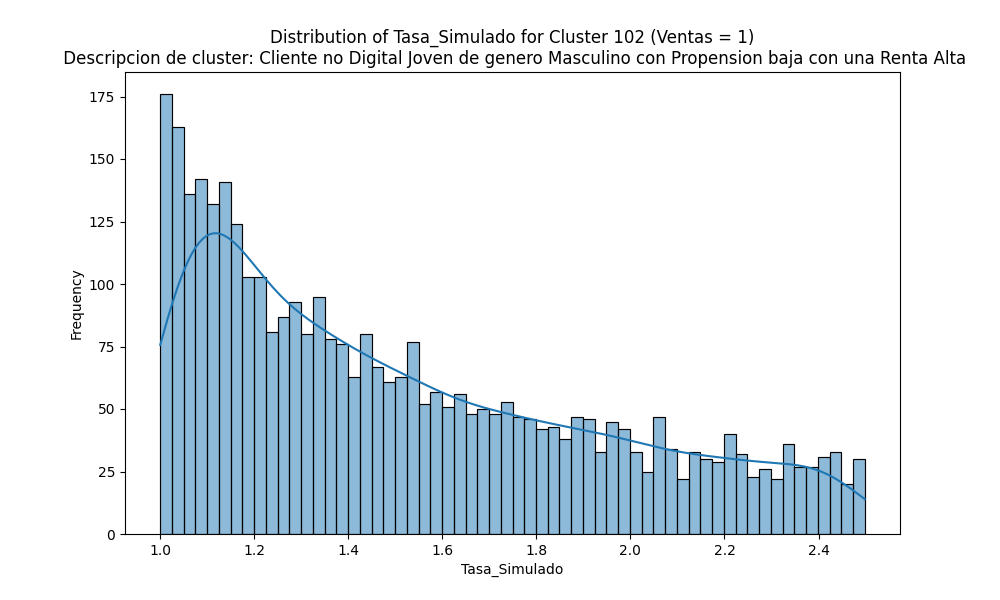 Distribution of Tasa_Simulado for Cluster 102 (Ventas = 1)
Descripcion de cluster: Cliente no Digital Joven de genero Masculino con Propension baja con una Renta Alta
175
150
125
100
75
50
25
0
Frequency
1.0 1.2 1.4 1.6 1.8 2.0 2.2 2.4
Tasa_Simulado